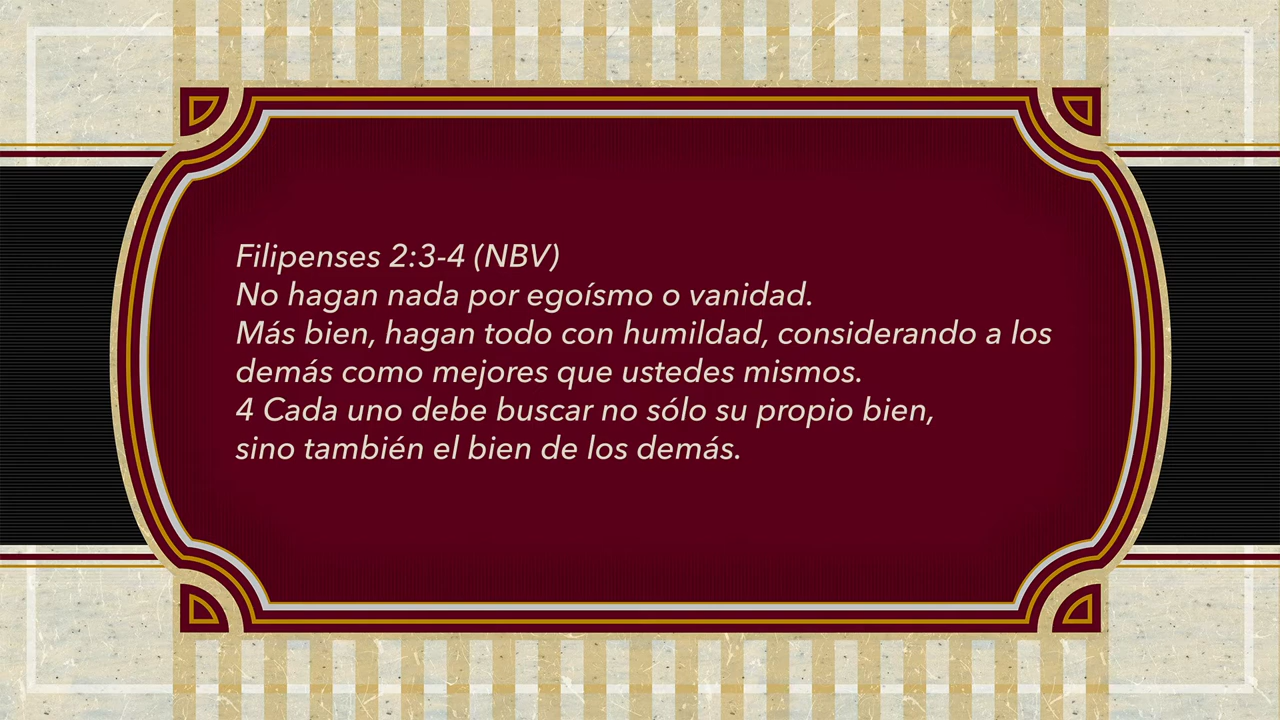 Filipenses 2:3-4 (NBV)
No hagan nada por egoísmo o vanidad.
Más bien, hagan todo con humildad, considerando a los
demás como mejores que ustedes mismos.
4 Cada uno debe buscar no sólo su propio bien,
sino también el bien de los demás.